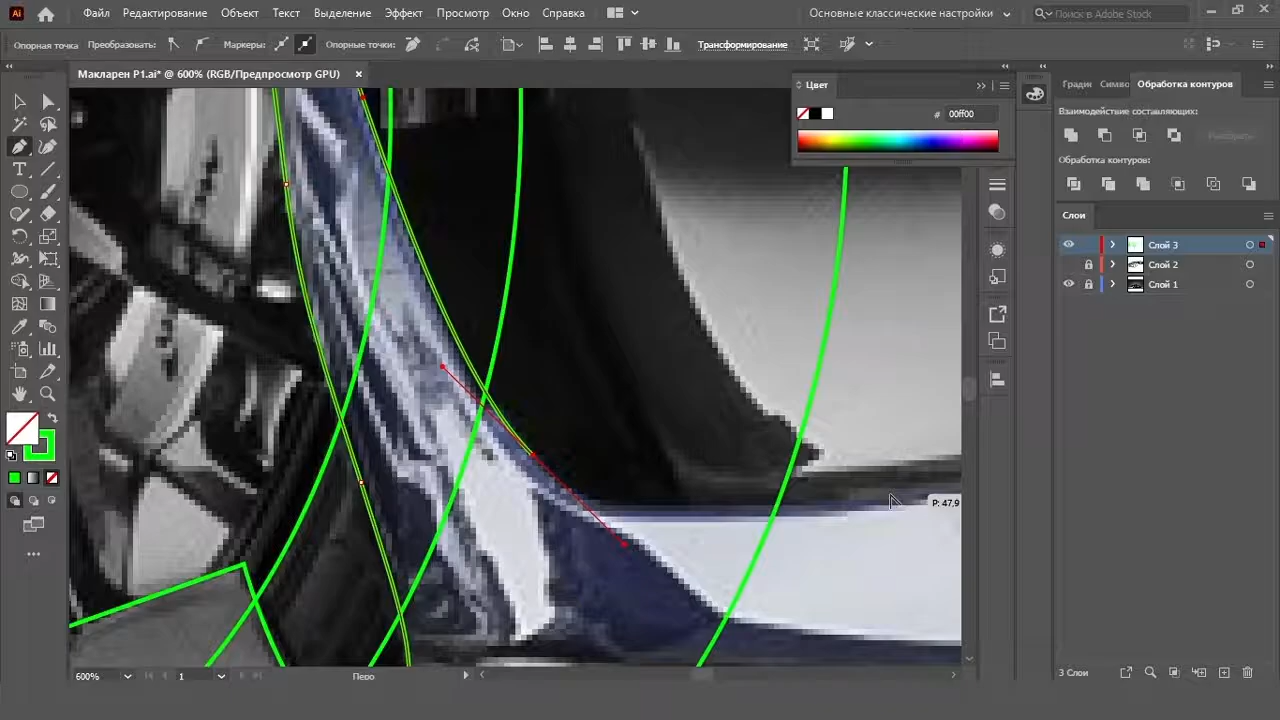 Ai Файл Редактирование Объект Текст Выделение Эффект Просмотр Окно Справка Основные классические настройки Поиск в Adobe Stock
Опорная точка Преобразовать: Маркеры: Опорные точки: Трансформирование
Макларен P1.ai* @ 600% (RGB/Предпросмотр GPU)
Цвет
# 00ff00
Гради Симво Обработка контуров
Взаимодействие составляющих:
Обработка контуров:
Слои
Слой 3
Слой 2
Слой 1
P: 47,9
600% 1 Перо
3 Слои